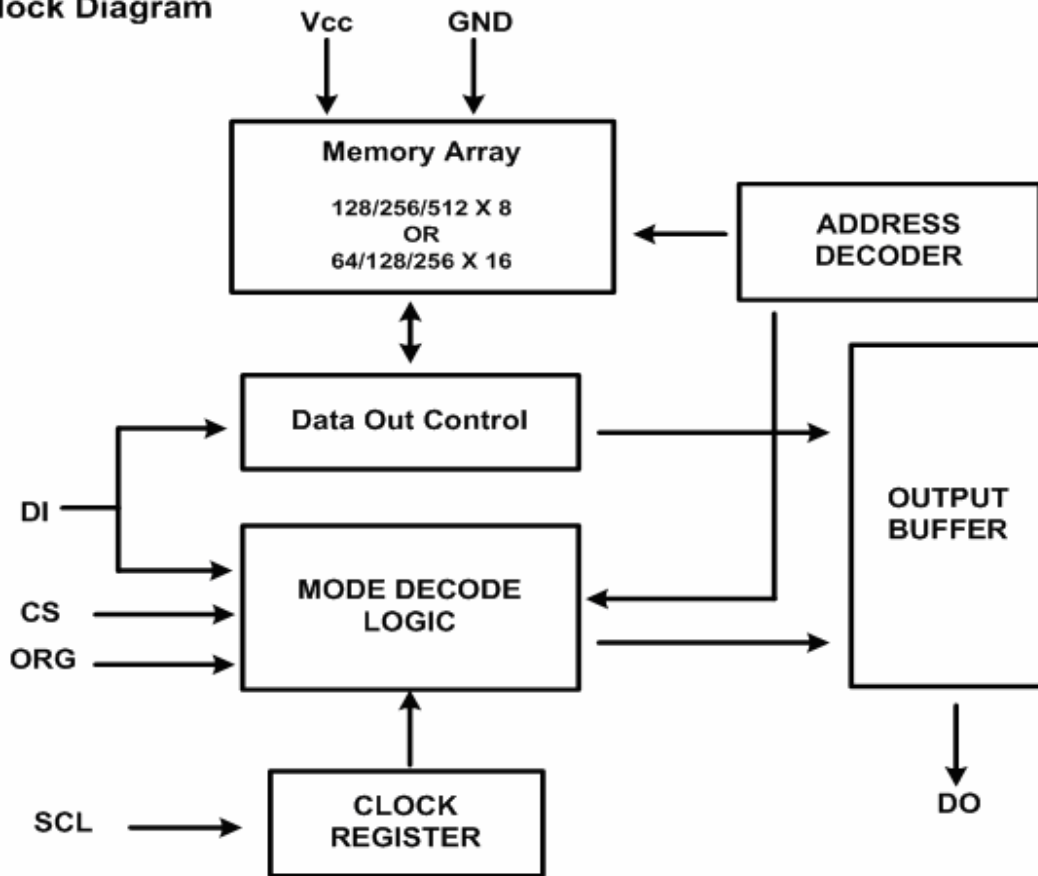 lock Diagram
Vcc
GND
Memory Array
128/256/512 X 8
OR
64/128/256 X 16
ADDRESS
DECODER
Data Out Control
DI
OUTPUT
BUFFER
MODE DECODE
LOGIC
CS
ORG
CLOCK
REGISTER
SCL
DO